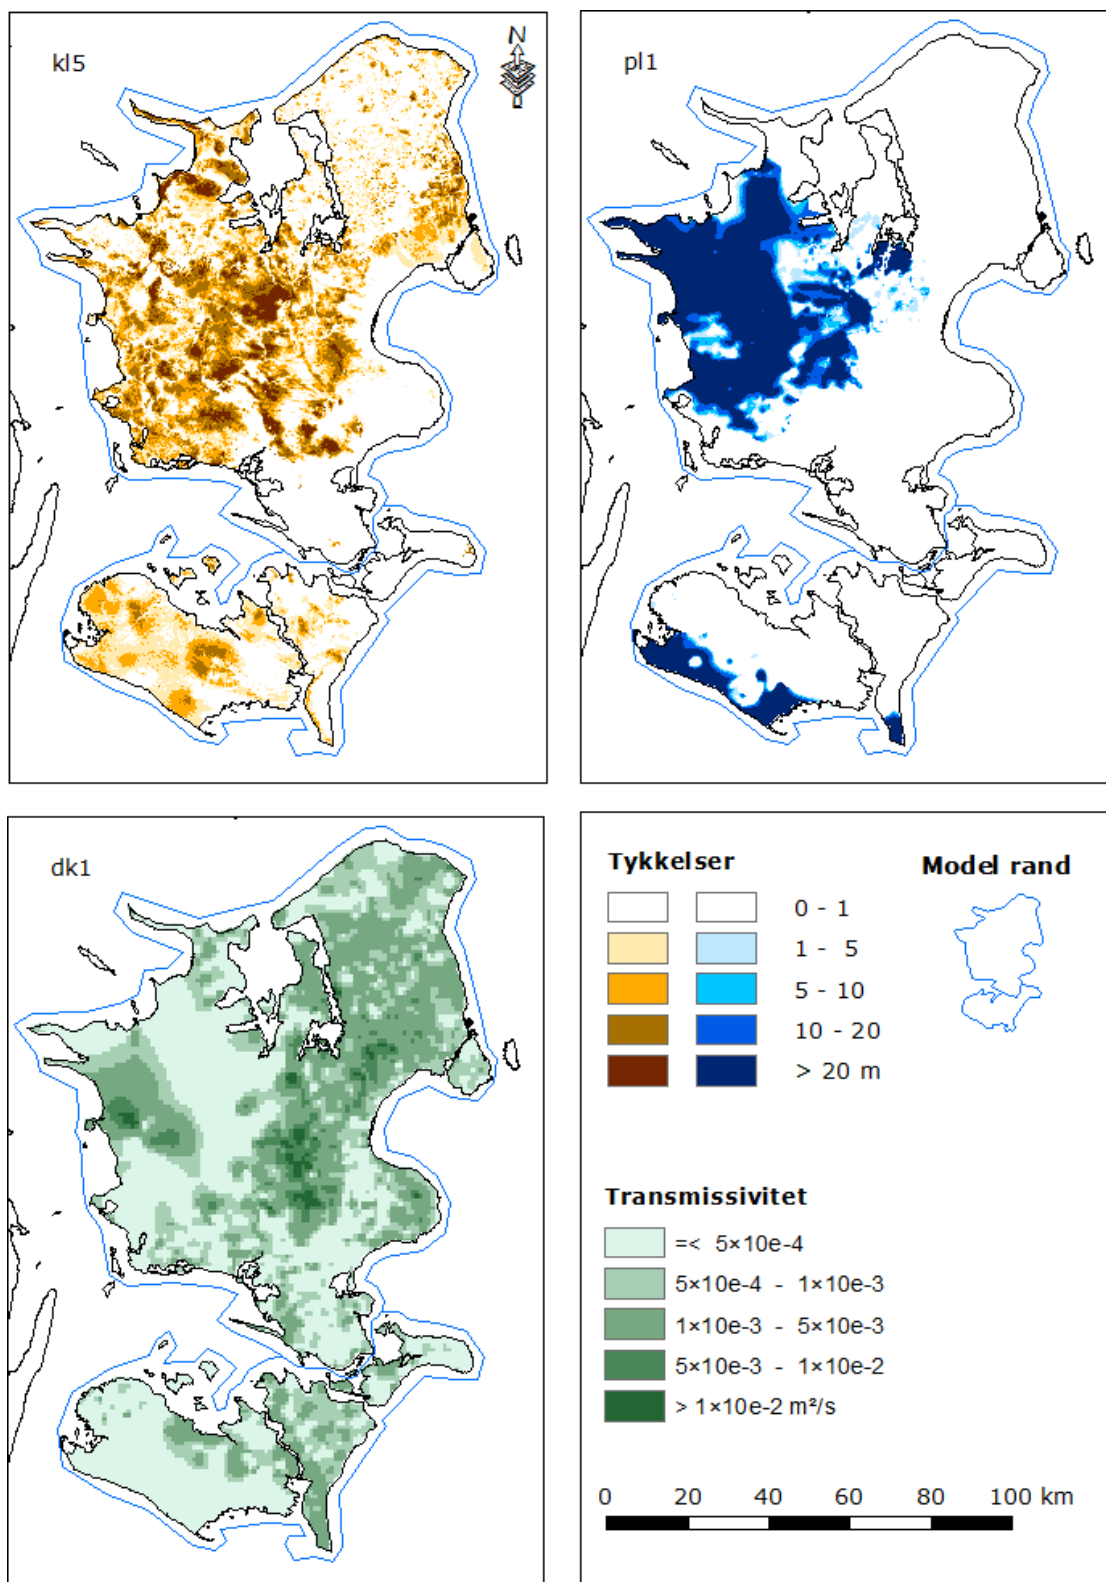 kl5
N
pl1
dk1
Tykkelser
Model rand
0 - 1
1 - 5
5 - 10
10 - 20
> 20 m
Transmissivitet
=< 5×10e-4
5×10e-4 - 1×10e-3
1×10e-3 - 5×10e-3
5×10e-3 - 1×10e-2
> 1×10e-2 m²/s
0 20 40 60 80 100 km